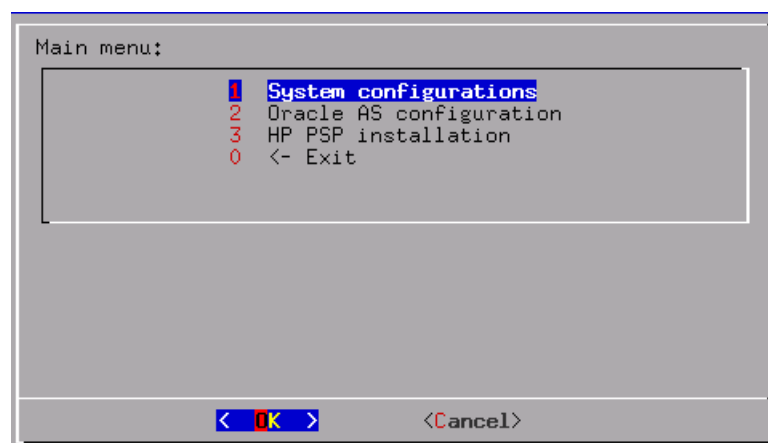 Main menu:
1 System configurations
2 Oracle AS configuration
3 HP PSP installation
0 <- Exit
< OK > <Cancel>